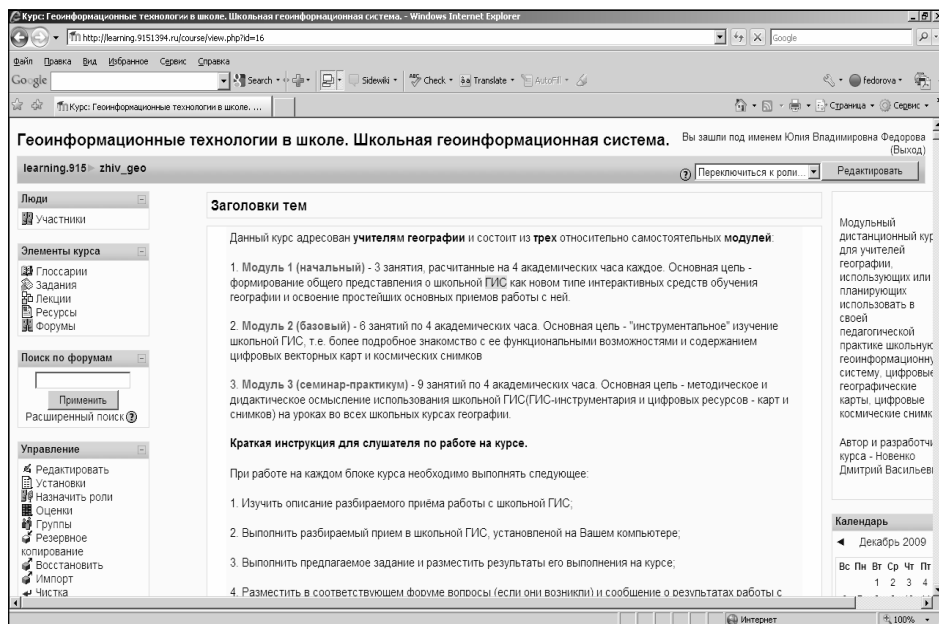 Курс: Геоинформационные технологии в школе. Школьная геоинформационная система. - Windows Internet Explorer
http://learning.9151394.ru/course/view.php?id=16
Google
Файл Правка Вид Избранное Сервис Справка
Google Search Sidewiki Check Translate AutoFill fedorova
Курс: Геоинформационные технологии в школе. ...
Страница Сервис
Геоинформационные технологии в школе. Школьная геоинформационная система.
Вы зашли под именем Юлия Владимировна Федорова
(Выход)
learning.915 zhiv_geo
Переключиться к роли...
Редактировать
Люди
Участники
Элементы курса
Глоссарии
Задания
Лекции
Ресурсы
Форумы
Поиск по форумам
Применить
Расширенный поиск
Управление
Редактировать
Установки
Назначить роли
Оценки
Группы
Резервное
копирование
Восстановить
Импорт
Чистка
Заголовки тем
Данный курс адресован учителям географии и состоит из трех относительно самостоятельных модулей:
1. Модуль 1 (начальный) - 3 занятия, расчитанные на 4 академических часа каждое. Основная цель -
формирование общего представления о школьной ГИС как новом типе интерактивных средств обучения
географии и освоение простейших основных приемов работы с ней.
2. Модуль 2 (базовый) - 6 занятий по 4 академических часа. Основная цель - "инструментальное" изучение
школьной ГИС, т.е. более подробное знакомство с ее функциональными возможностями и содержанием
цифровых векторных карт и космических снимков
3. Модуль 3 (семинар-практикум) - 9 занятий по 4 академических часа. Основная цель - методическое и
дидактическое осмысление использования школьной ГИС(ГИС-инструментария и цифровых ресурсов - карт и
снимков) на уроках во всех школьных курсах географии.
Краткая инструкция для слушателя по работе на курсе.
При работе на каждом блоке курса необходимо выполнять следующее:
1. Изучить описание разбираемого приёма работы с школьной ГИС;
2. Выполнить разбираемый прием в школьной ГИС, установленой на Вашем компьютере;
3. Выполнить предлагаемое задание и разместить результаты его выполнения на курсе;
4. Разместить в соответствующем форуме вопросы (если они возникли) и сообщение о результатах работы с
Модульный
дистанционный кур
для учителей
географии,
использующих или
планирующих
использовать в
своей
педагогической
практике школьную
геоинформационну
систему, цифровые
географические
карты, цифровые
космические снимк
Автор и разработчи
курса - Новенко
Дмитрий Васильеви
Календарь
Декабрь 2009
Вс Пн Вт Ср Чт Пт
1 2 3 4
Интернет
100%